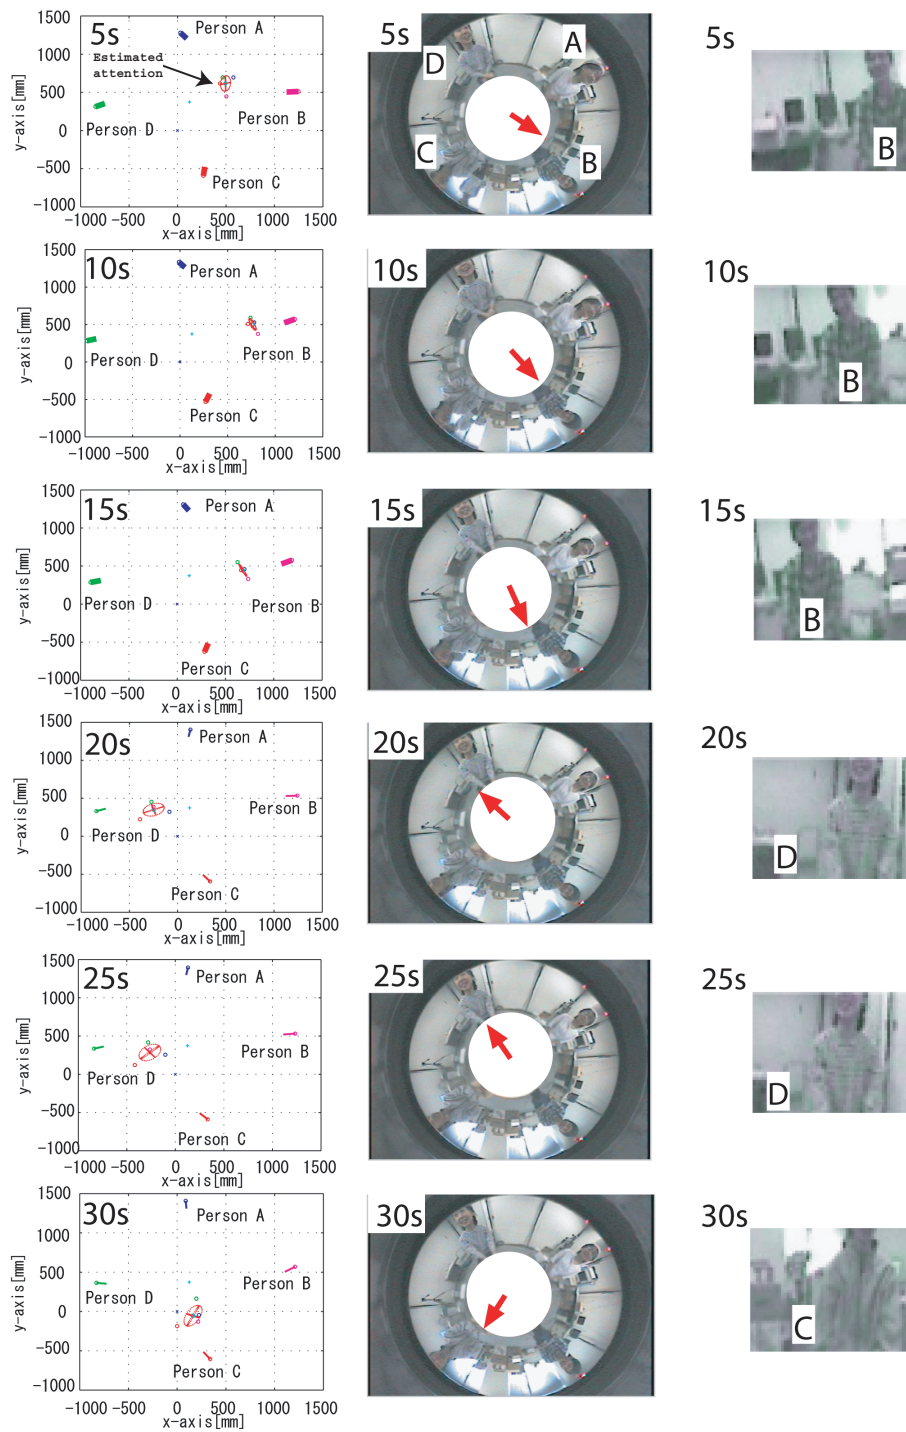 5s
Person A
Estimated
attention
Person B
Person D
Person C
1500
1000
500
0
-500
-1000
-1000 -500 0 500 1000 1500
x-axis[mm]
y-axis[mm]
5s
A
D
C
B
5s
B
10s
Person A
Person B
Person D
Person C
1500
1000
500
0
-500
-1000
-1000 -500 0 500 1000 1500
x-axis[mm]
y-axis[mm]
10s
10s
B
15s
Person A
Person D
Person B
Person C
1500
1000
500
0
-500
-1000
-1000 -500 0 500 1000 1500
x-axis[mm]
y-axis[mm]
15s
15s
B
20s
Person A
Person B
Person D
Person C
1500
1000
500
0
-500
-1000
-1000 -500 0 500 1000 1500
x-axis[mm]
y-axis[mm]
20s
20s
D
25s
Person A
Person B
Person D
Person C
1500
1000
500
0
-500
-1000
-1000 -500 0 500 1000 1500
x-axis[mm]
y-axis[mm]
25s
25s
D
30s
Person A
Person B
Person D
Person C
1500
1000
500
0
-500
-1000
-1000 -500 0 500 1000 1500
x-axis[mm]
y-axis[mm]
30s
30s
C